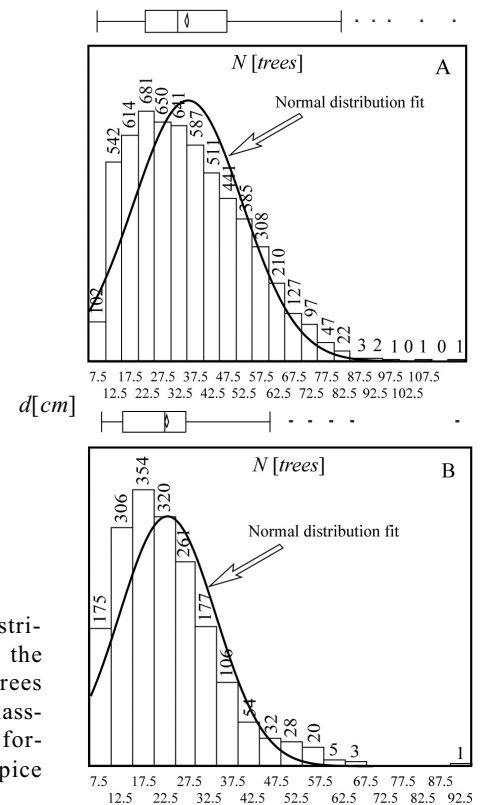 N [trees]
A
Normal distribution fit
102 542 614 681 650 641 587 511 441 385 308 210 127 97 47 22 3 2 1 0 1 0 1
7.5 17.5 27.5 37.5 47.5 57.5 67.5 77.5 87.5 97.5 107.5
12.5 22.5 32.5 42.5 52.5 62.5 72.5 82.5 92.5 102.5
d[cm]
N [trees]
B
Normal distribution fit
175 306 354 320 261 177 106 54 32 28 20 5 3 1
7.5 17.5 27.5 37.5 47.5 57.5 67.5 77.5 87.5
12.5 22.5 32.5 42.5 52.5 62.5 72.5 82.5 92.5
stri-
the
rees
lass-
for-
pice